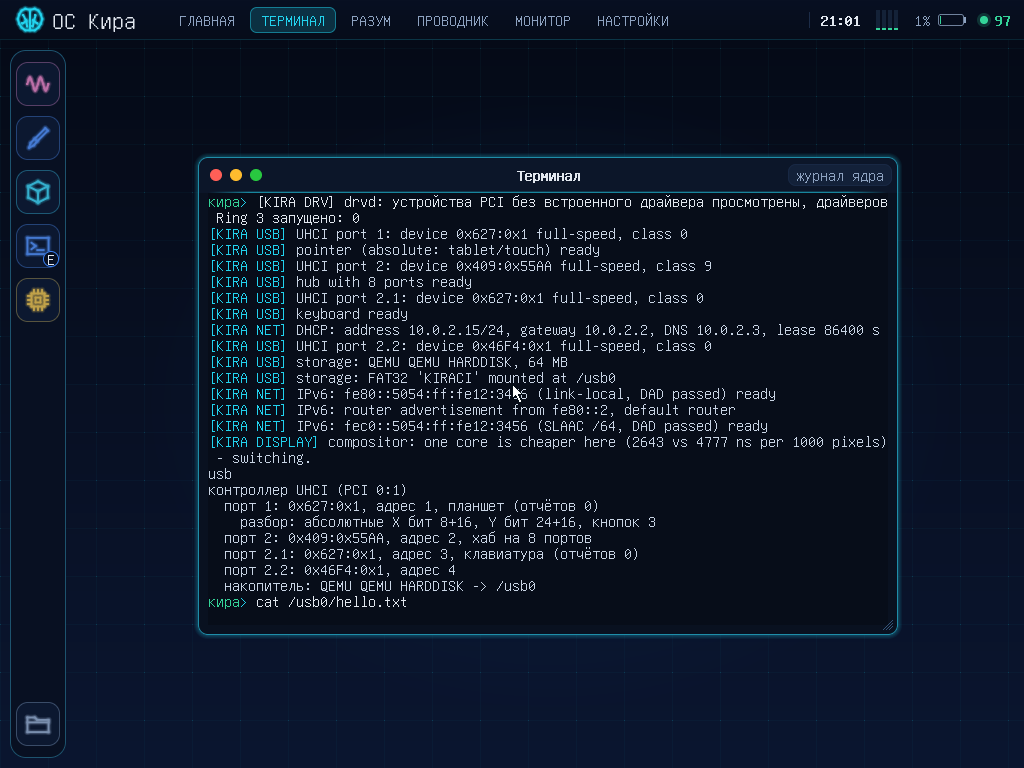 ОС Кира ГЛАВНАЯ ТЕРМИНАЛ РАЗУМ ПРОВОДНИК МОНИТОР НАСТРОЙКИ 21:01 1% 97
E
Терминал журнал ядра
кира> [KIRA DRV] drvd: устройства PCI без встроенного драйвера просмотрены, драйверов
Ring 3 запущено: 0
[KIRA USB] UHCI port 1: device 0x627:0x1 full-speed, class 0
[KIRA USB] pointer (absolute: tablet/touch) ready
[KIRA USB] UHCI port 2: device 0x409:0x55AA full-speed, class 9
[KIRA USB] hub with 8 ports ready
[KIRA USB] UHCI port 2.1: device 0x627:0x1 full-speed, class 0
[KIRA USB] keyboard ready
[KIRA NET] DHCP: address 10.0.2.15/24, gateway 10.0.2.2, DNS 10.0.2.3, lease 86400 s
[KIRA USB] UHCI port 2.2: device 0x46F4:0x1 full-speed, class 0
[KIRA USB] storage: QEMU QEMU HARDDISK, 64 MB
[KIRA USB] storage: FAT32 'KIRACI' mounted at /usb0
[KIRA NET] IPv6: fe80::5054:ff:fe12:3456 (link-local, DAD passed) ready
[KIRA NET] IPv6: router advertisement from fe80::2, default router
[KIRA NET] IPv6: fec0::5054:ff:fe12:3456 (SLAAC /64, DAD passed) ready
[KIRA DISPLAY] compositor: one core is cheaper here (2643 vs 4777 ns per 1000 pixels)
- switching.
usb
контроллер UHCI (PCI 0:1)
порт 1: 0x627:0x1, адрес 1, планшет (отчётов 0)
разбор: абсолютные X бит 8+16, Y бит 24+16, кнопок 3
порт 2: 0x409:0x55AA, адрес 2, хаб на 8 портов
порт 2.1: 0x627:0x1, адрес 3, клавиатура (отчётов 0)
порт 2.2: 0x46F4:0x1, адрес 4
накопитель: QEMU QEMU HARDDISK -> /usb0
кира> cat /usb0/hello.txt